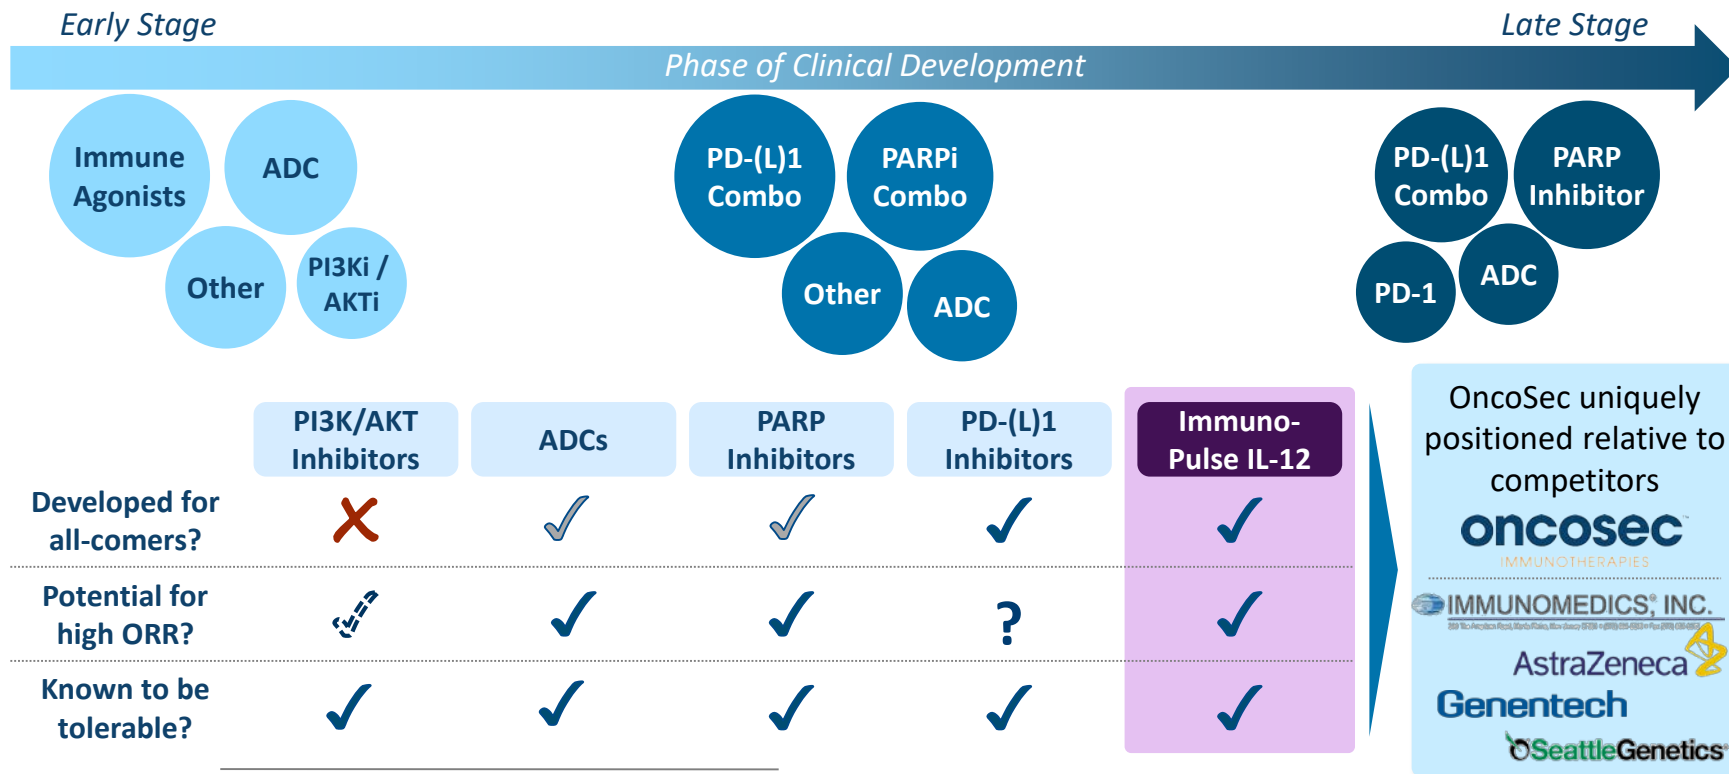 Early Stage
Late Stage
Phase of Clinical Development
Immune
Agonists
ADC
Other
PI3Ki /
AKTi
PD-(L)1
Combo
PARPi
Combo
Other
ADC
PD-(L)1
Combo
PARP
Inhibitor
PD-1
ADC
PI3K/AKT
Inhibitors
ADCs
PARP
Inhibitors
PD-(L)1
Inhibitors
Immuno-
Pulse IL-12
Developed for
all-comers?
Potential for
high ORR?
?
Known to be
tolerable?
OncoSec uniquely
positioned relative to
competitors
oncosec™
IMMUNOTHERAPIES
IMMUNOMEDICS®, INC.
AstraZeneca
Genentech
SeattleGenetics®